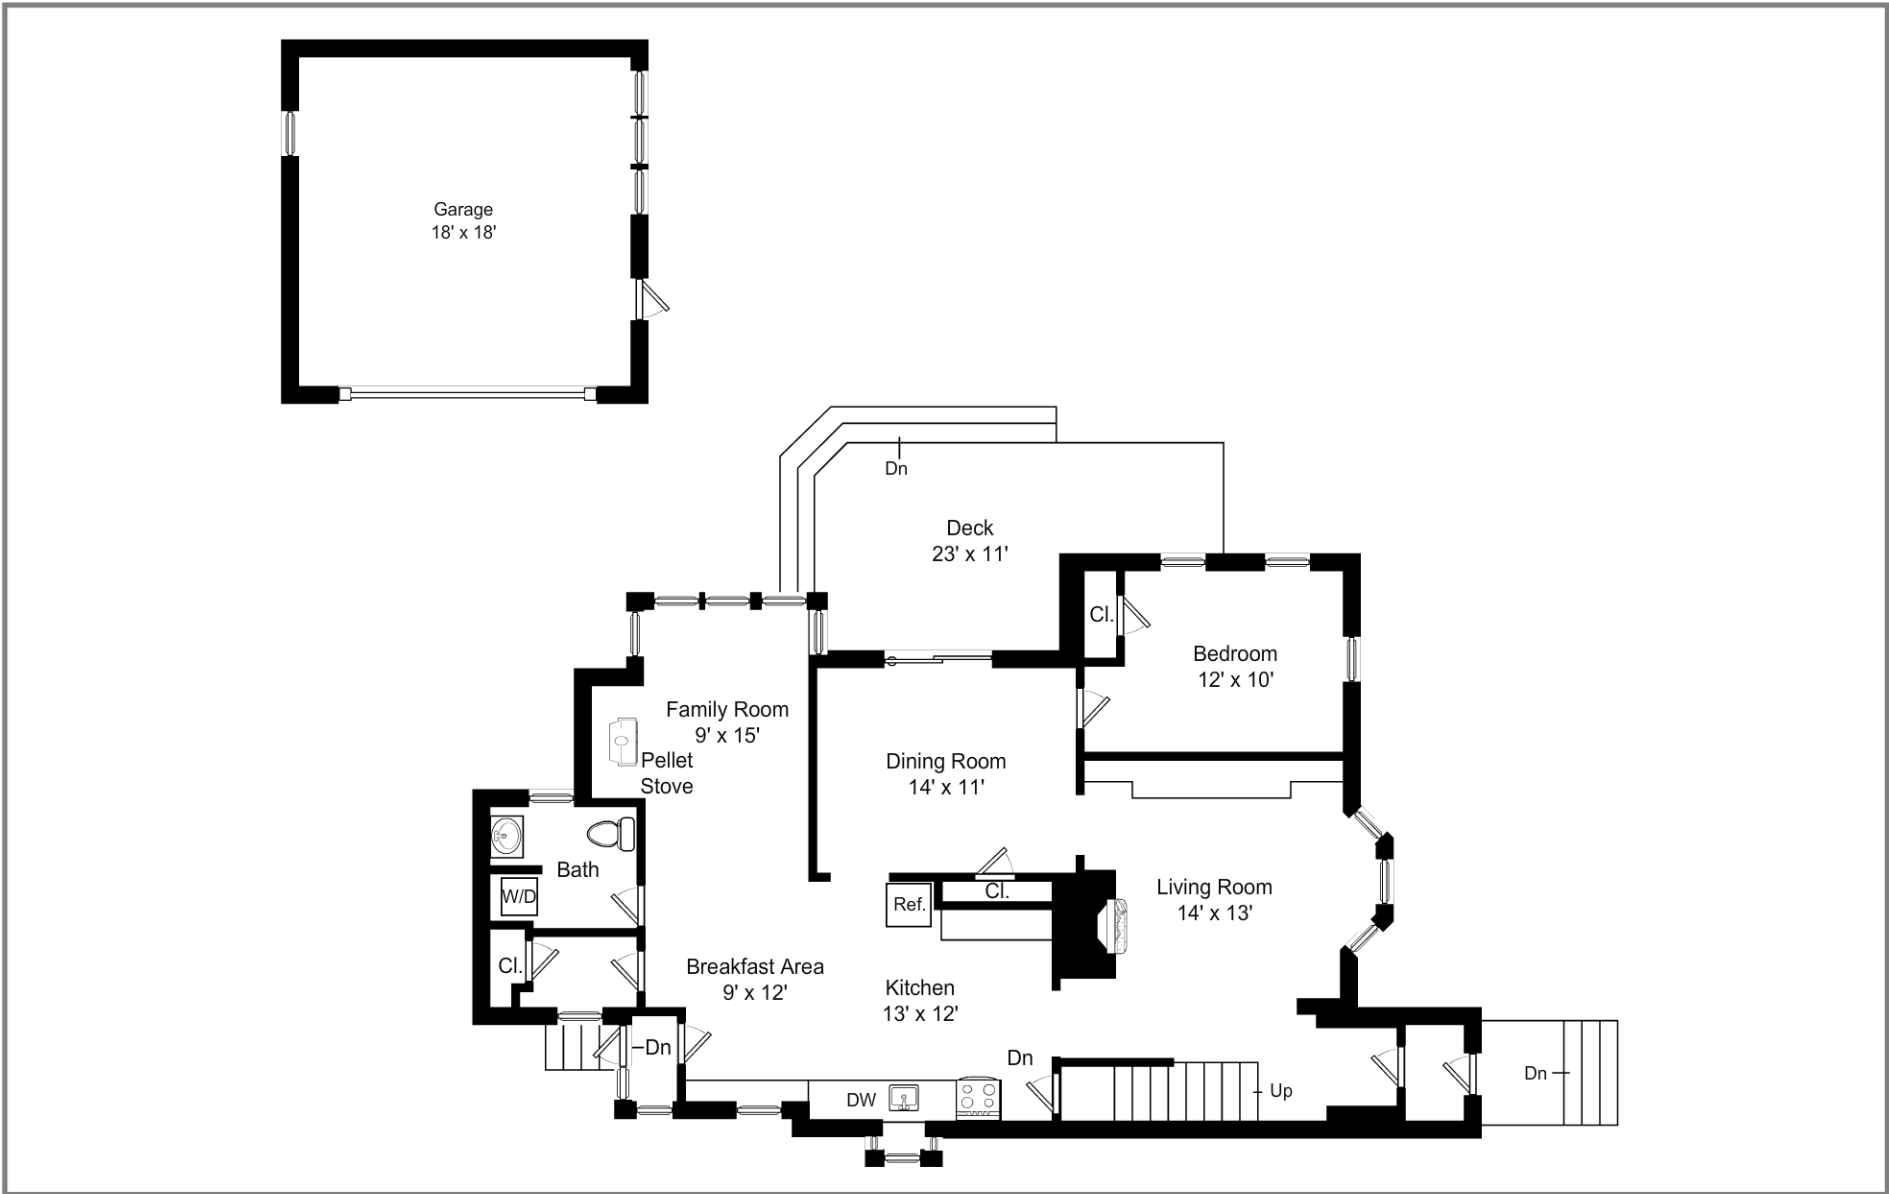 Garage
18' x 18'
Dn
Deck
23' x 11'
Cl.
Bedroom
12' x 10'
Family Room
9' x 15'
Pellet
Stove
Dining Room
14' x 11'
Bath
W/D
Ref.
Cl.
Living Room
14' x 13'
Cl.
Breakfast Area
9' x 12'
Kitchen
13' x 12'
Dn
Dn
Up
Dn
DW